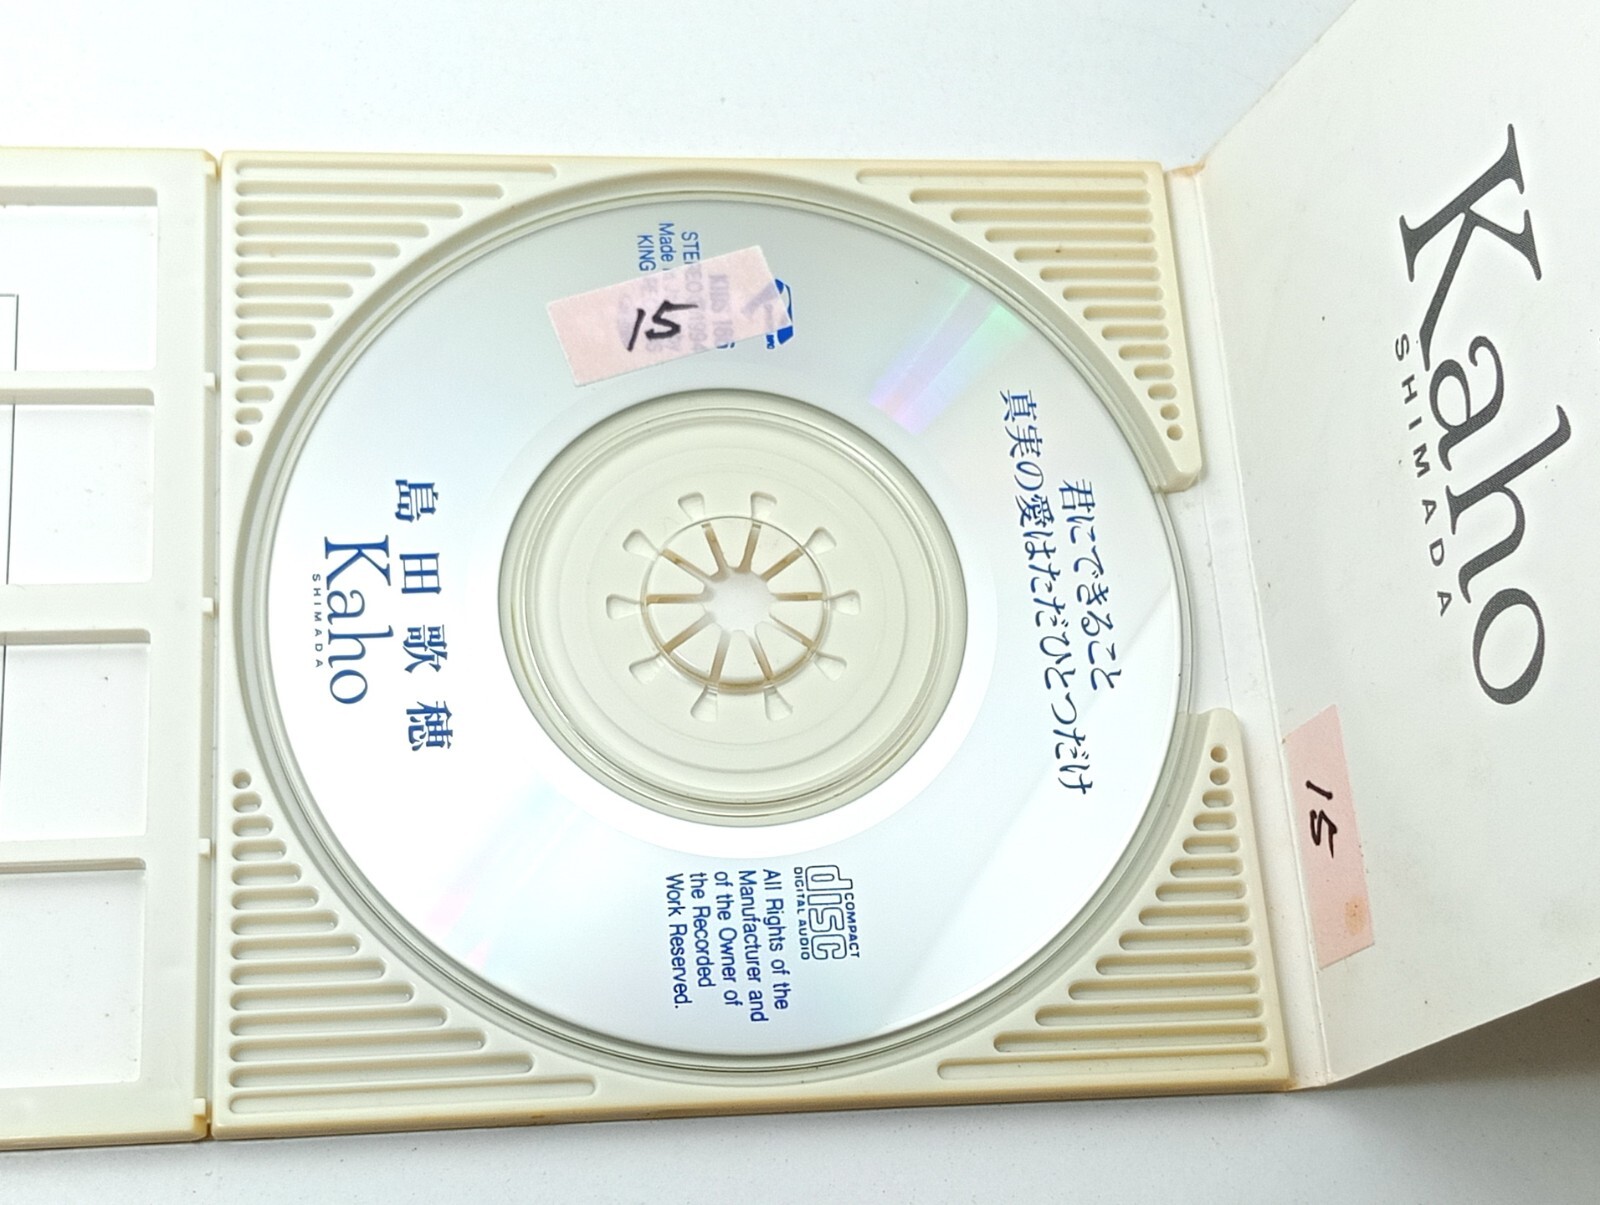 君にできること
真実の愛はただひとつだけ
15
COMPACT
disc
DIGITAL AUDIO
All Rights of the
Manufacturer and
of the Owner of
the Recorded
Work Reserved.
島田歌穂
Kaho
SHIMADA
Kaho
SHIMADA
15